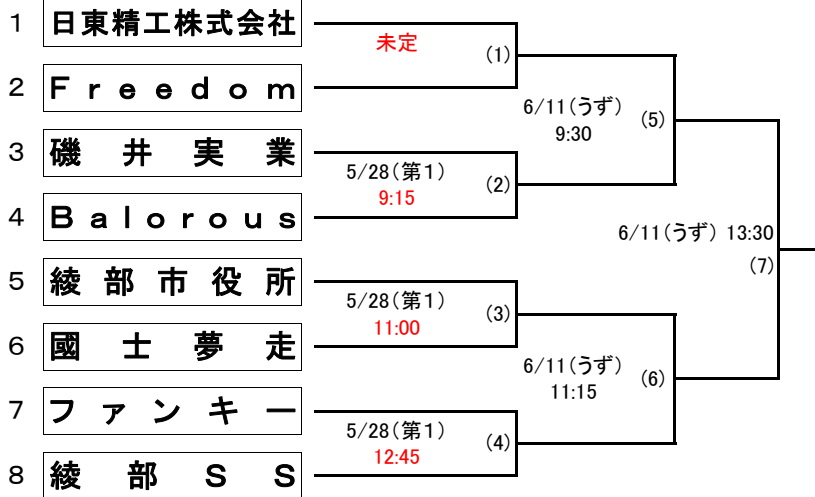 1 日東精工株式会社
未定
(1)
2 Freedom
6/11(うず)
9:30
(5)
3 磯井実業
5/28(第1)
9:15
(2)
4 Balorous
6/11(うず) 13:30
(7)
5 綾部市役所
5/28(第1)
11:00
(3)
6 國士夢走
6/11(うず)
11:15
(6)
7 ファンキー
5/28(第1)
12:45
(4)
8 綾部SS